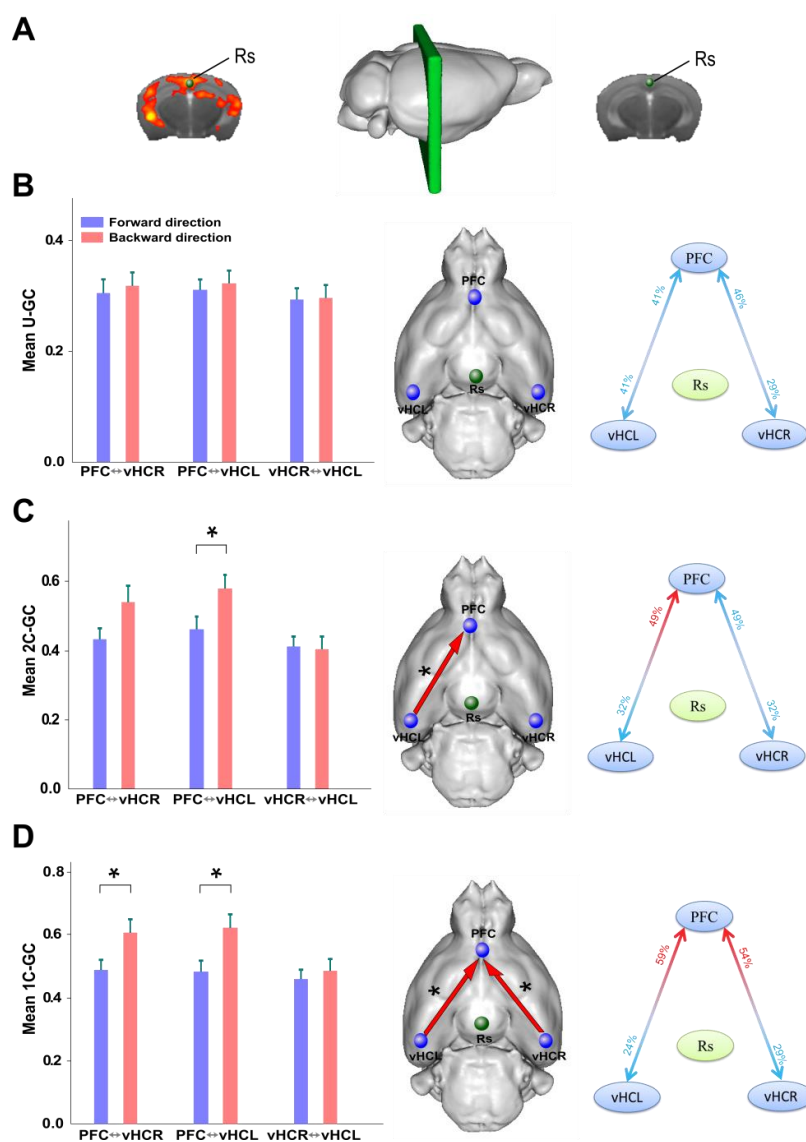 A
Rs
Rs
B
Mean U-GC
0.4
0.2
0.0
Forward direction
Backward direction
PFC↔vHCR PFC↔vHCL vHCR↔vHCL
PFC
Rs
vHCL
vHCR
PFC
41%
46%
41%
29%
Rs
vHCL
vHCR
C
Mean 2C-GC
0.6
0.4
0.2
0.0
*
PFC↔vHCR PFC↔vHCL vHCR↔vHCL
PFC
*
Rs
vHCL
vHCR
PFC
49%
49%
32%
32%
Rs
vHCL
vHCR
D
Mean 1C-GC
0.8
0.6
0.4
0.2
0.0
* *
PFC↔vHCR PFC↔vHCL vHCR↔vHCL
PFC
* *
Rs
vHCL
vHCR
PFC
59%
54%
24%
29%
Rs
vHCL
vHCR